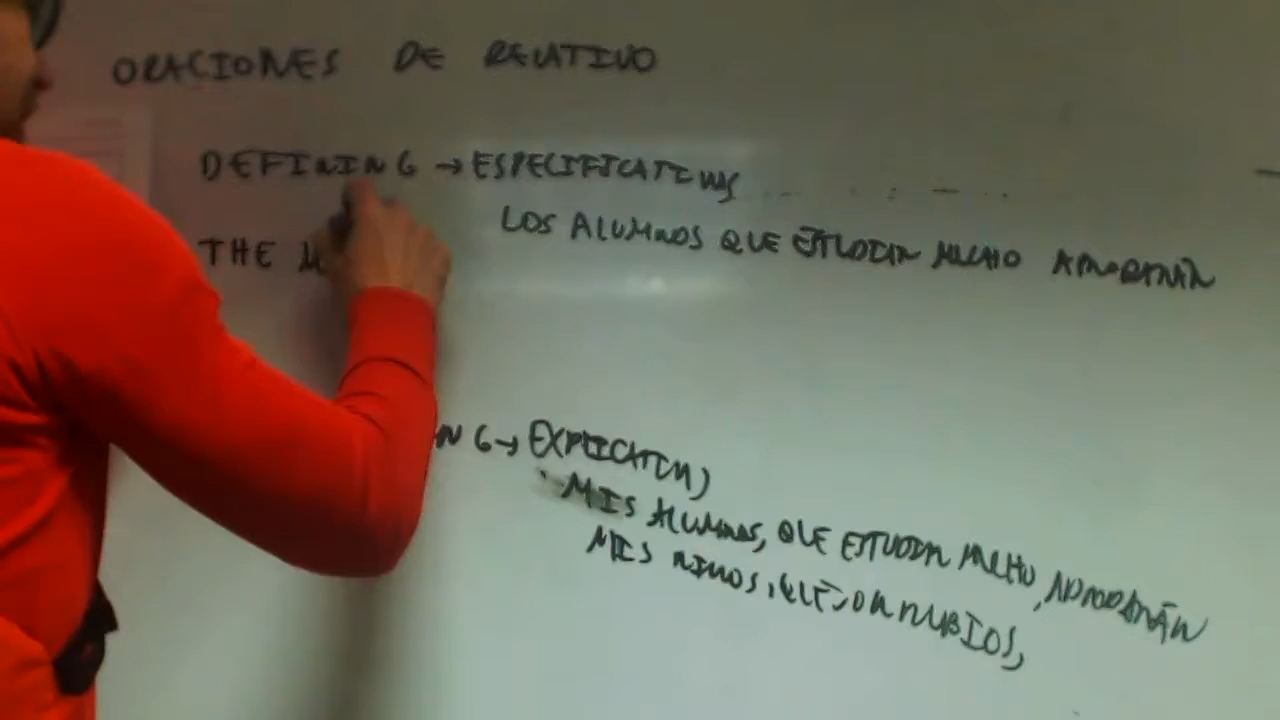 ORACIONES DE RELATIVO
DEFINING → ESPECIFICATIVAS
LOS ALUMNOS QUE ESTUDIAN MUCHO APROBARÁN
THE
NG → EXPLICATIVAS
MIS ALUMNOS, QUE ESTUDIAN MUCHO, APROBARÁN
MIS NIÑOS, QUE SON RUBIOS,